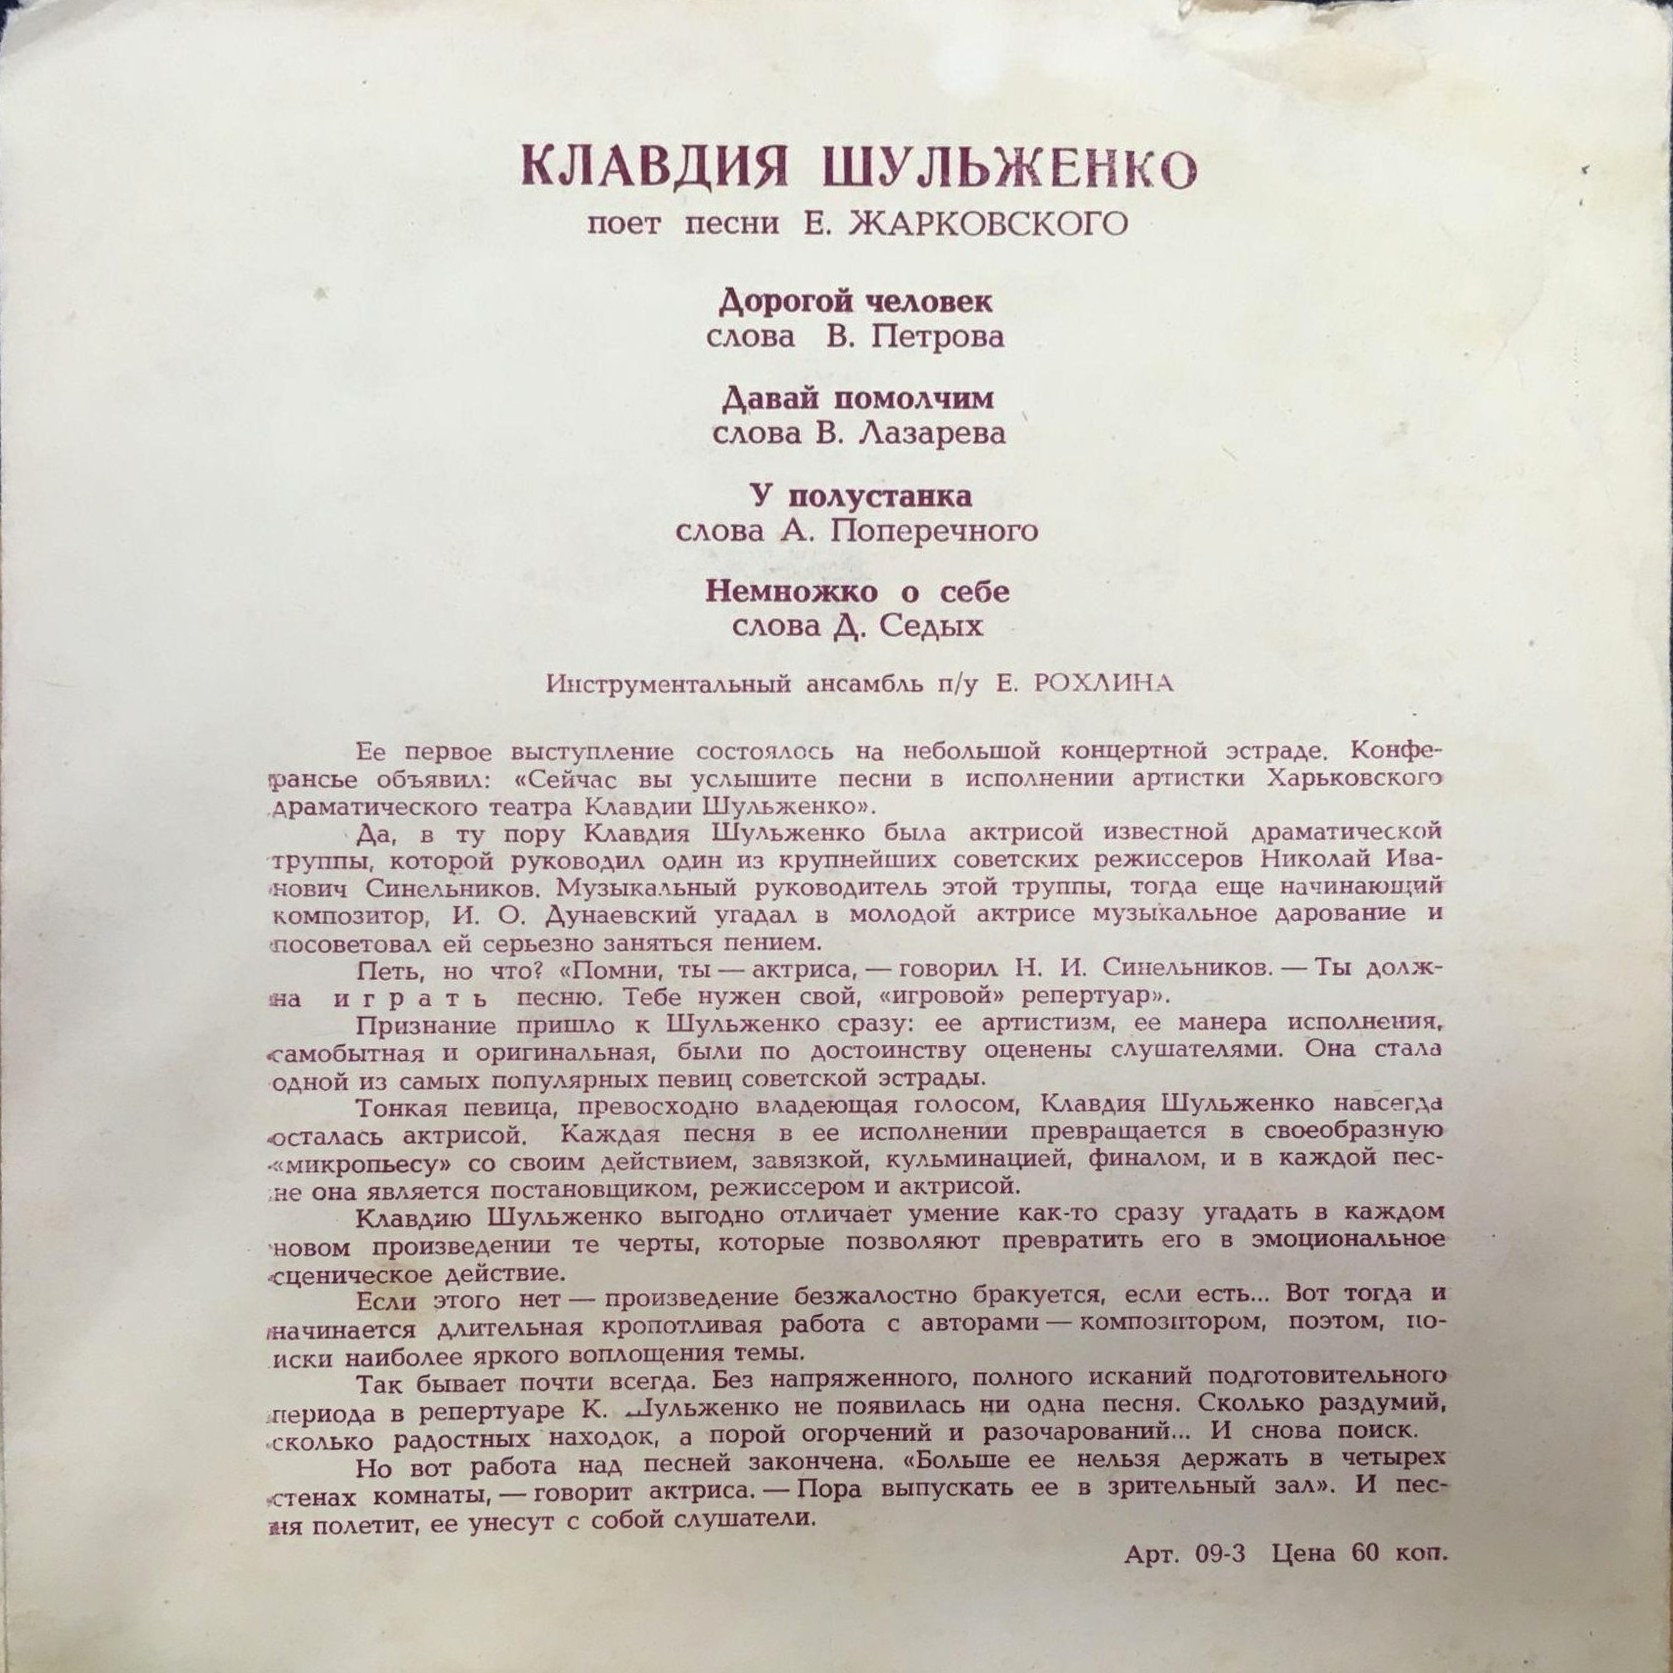 КЛАВДИЯ ШУЛЬЖЕНКО
поет песни Е. ЖАРКОВСКОГО
Дорогой человек
слова В. Петрова
Давай помолчим
слова В. Лазарева
У полустанка
слова А. Поперечного
Немножко о себе
слова Д. Седых
Инструментальный ансамбль п/у Е. РОХЛИНА
Ее первое выступление состоялось на небольшой концертной эстраде. Конфе-
рансье объявил: «Сейчас вы услышите песни в исполнении артистки Харьковского
драматического театра Клавдии Шульженко».
Да, в ту пору Клавдия Шульженко была актрисой известной драматической
труппы, которой руководил один из крупнейших советских режиссеров Николай Ива-
нович Синельников. Музыкальный руководитель этой труппы, тогда еще начинающий
композитор, И. О. Дунаевский угадал в молодой актрисе музыкальное дарование и
посоветовал ей серьезно заняться пением.
Петь, но что? «Помни, ты — актриса, — говорил Н. И. Синельников. — Ты долж-
на и г р а т ь песню. Тебе нужен свой, «игровой» репертуар».
Признание пришло к Шульженко сразу: ее артистизм, ее манера исполнения,
самобытная и оригинальная, были по достоинству оценены слушателями. Она стала
одной из самых популярных певиц советской эстрады.
Тонкая певица, превосходно владеющая голосом, Клавдия Шульженко навсегда
осталась актрисой. Каждая песня в ее исполнении превращается в своеобразную
«микропьесу» со своим действием, завязкой, кульминацией, финалом, и в каждой пес-
не она является постановщиком, режиссером и актрисой.
Клавдию Шульженко выгодно отличает умение как-то сразу угадать в каждом
новом произведении те черты, которые позволяют превратить его в эмоциональное
сценическое действие.
Если этого нет — произведение безжалостно бракуется, если есть... Вот тогда и
начинается длительная кропотливая работа с авторами — композитором, поэтом, по-
иски наиболее яркого воплощения темы.
Так бывает почти всегда. Без напряженного, полного исканий подготовительного
периода в репертуаре К. Шульженко не появилась ни одна песня. Сколько раздумий,
сколько радостных находок, а порой огорчений и разочарований... И снова поиск.
Но вот работа над песней закончена. «Больше ее нельзя держать в четырех
стенах комнаты, — говорит актриса. — Пора выпускать ее в зрительный зал». И пес-
ня полетит, ее унесут с собой слушатели.
Арт. 09-3 Цена 60 коп.